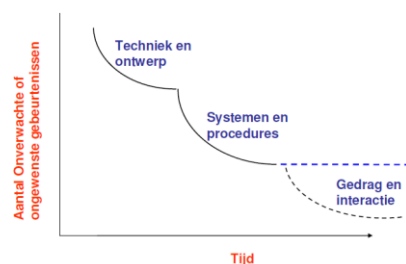 Techniek en
ontwerp
Systemen en
procedures
Gedrag en
interactie
Aantal Onverwachte of
ongewenste gebeurtenissen
Tijd